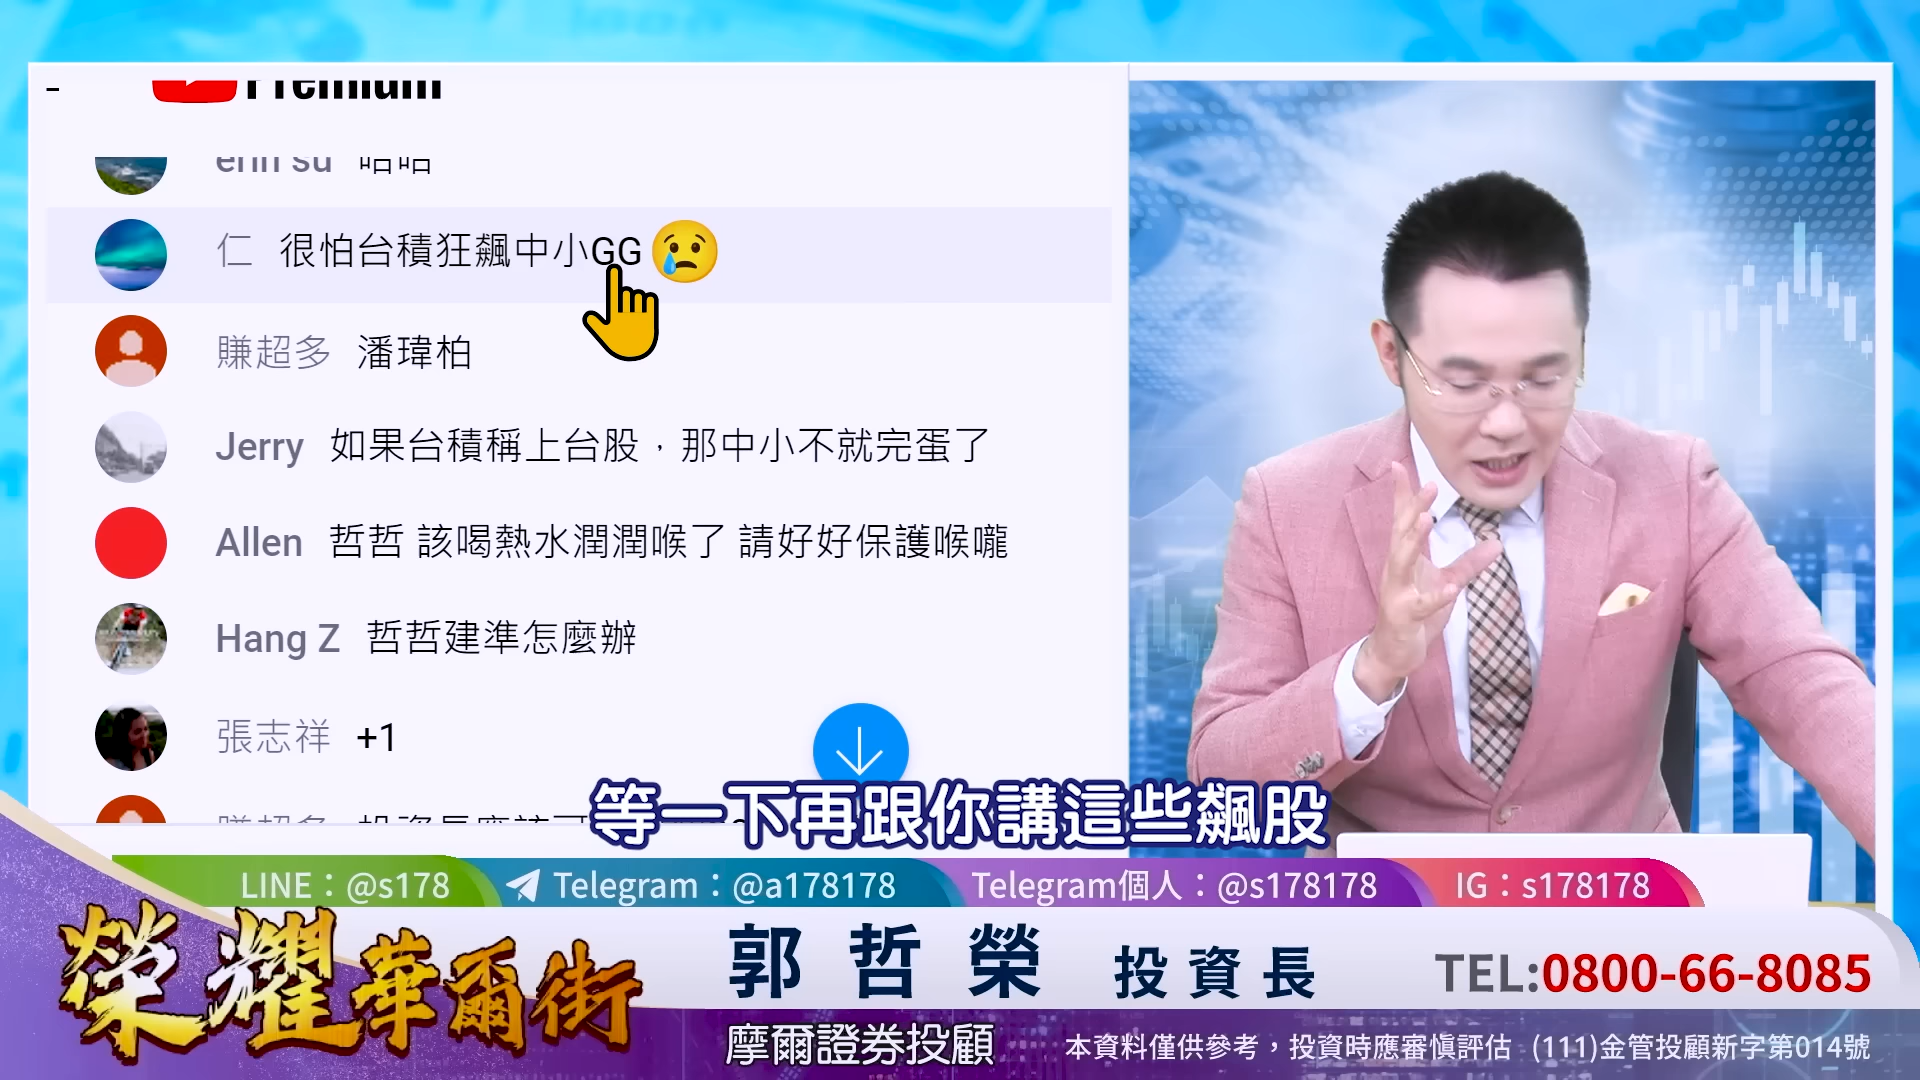 Premium
erin su 哈哈
仁 很怕台積狂飆中小GG
賺超多 潘瑋柏
Jerry 如果台積稱上台股，那中小不就完蛋了
Allen 哲哲 該喝熱水潤潤喉了 請好好保護喉嚨
Hang Z 哲哲建準怎麼辦
張志祥 +1
賺超多
等一下再跟你講這些飆股
LINE：@s178 Telegram：@a178178 Telegram個人：@s178178 IG：s178178
榮耀華爾街
郭哲榮 投資長
TEL:0800-66-8085
摩爾證券投顧
本資料僅供參考，投資時應審慎評估 (111)金管投顧新字第014號